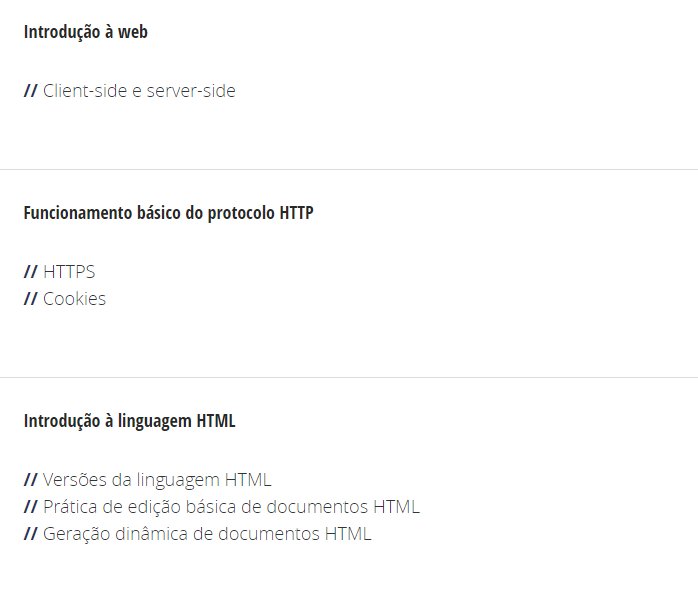 Introdução à web
// Client-side e server-side
Funcionamento básico do protocolo HTTP
// HTTPS
// Cookies
Introdução à linguagem HTML
// Versões da linguagem HTML
// Prática de edição básica de documentos HTML
// Geração dinâmica de documentos HTML